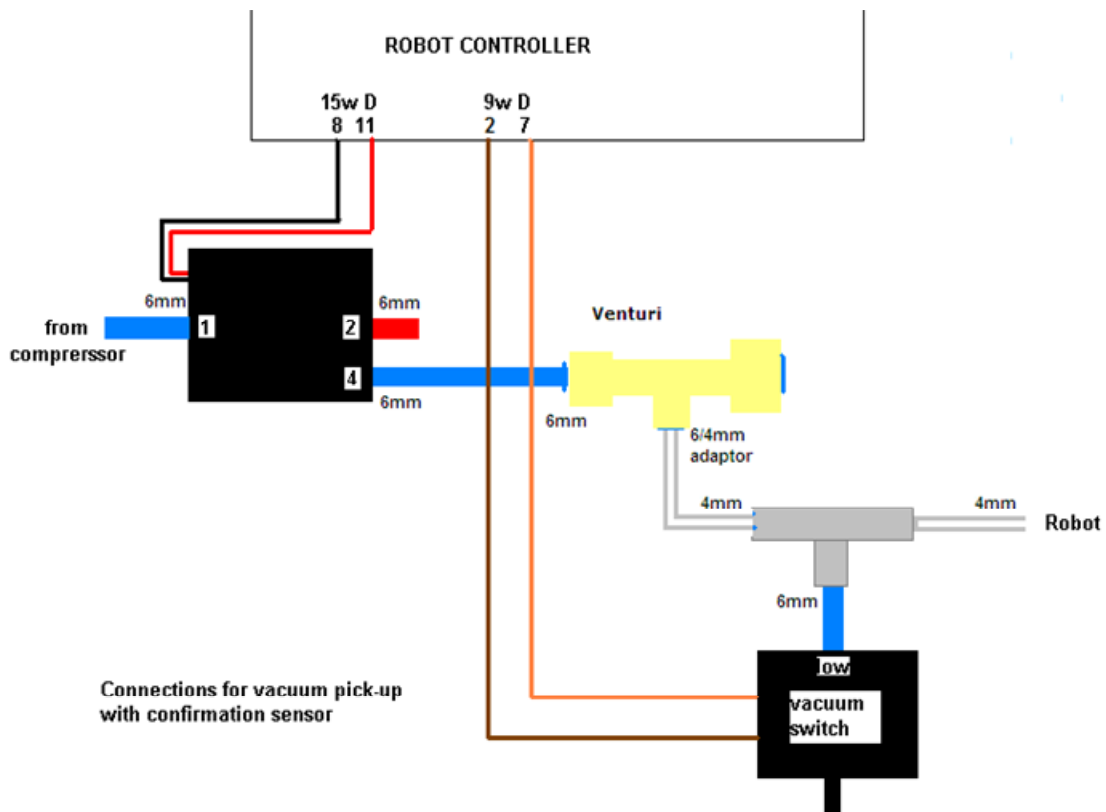 ROBOT CONTROLLER
15w D
9w D
8 11
2 7
6mm
6mm
from
comprerssor
1
2
4
6mm
Venturi
6mm
6/4mm
adaptor
4mm
4mm
Robot
6mm
low
vacuum
switch
Connections for vacuum pick-up
with confirmation sensor